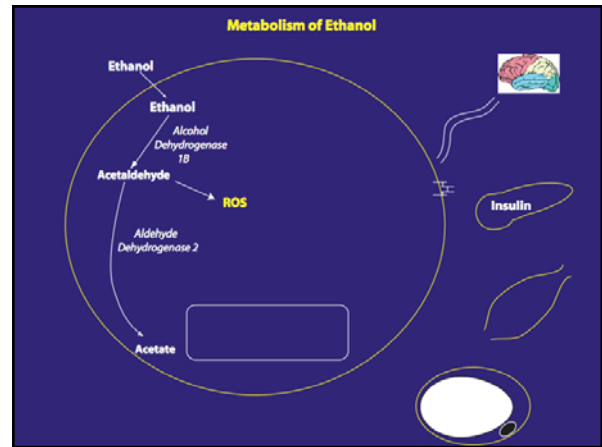 Metabolism of Ethanol
Ethanol
Ethanol
Alcohol
Dehydrogenase
1B
Acetaldehyde
ROS
Insulin
Aldehyde
Dehydrogenase 2
Acetate